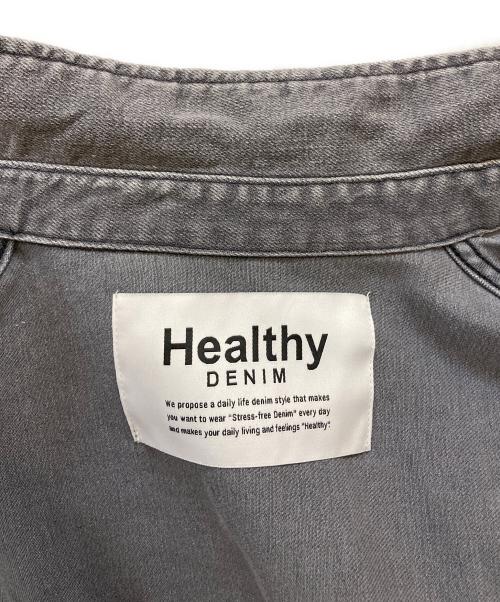 Healthy
DENIM
We propose a daily life denim style that makes
you want to wear "Stress-free Denim" every day
and makes your daily living and feelings "Healthy".